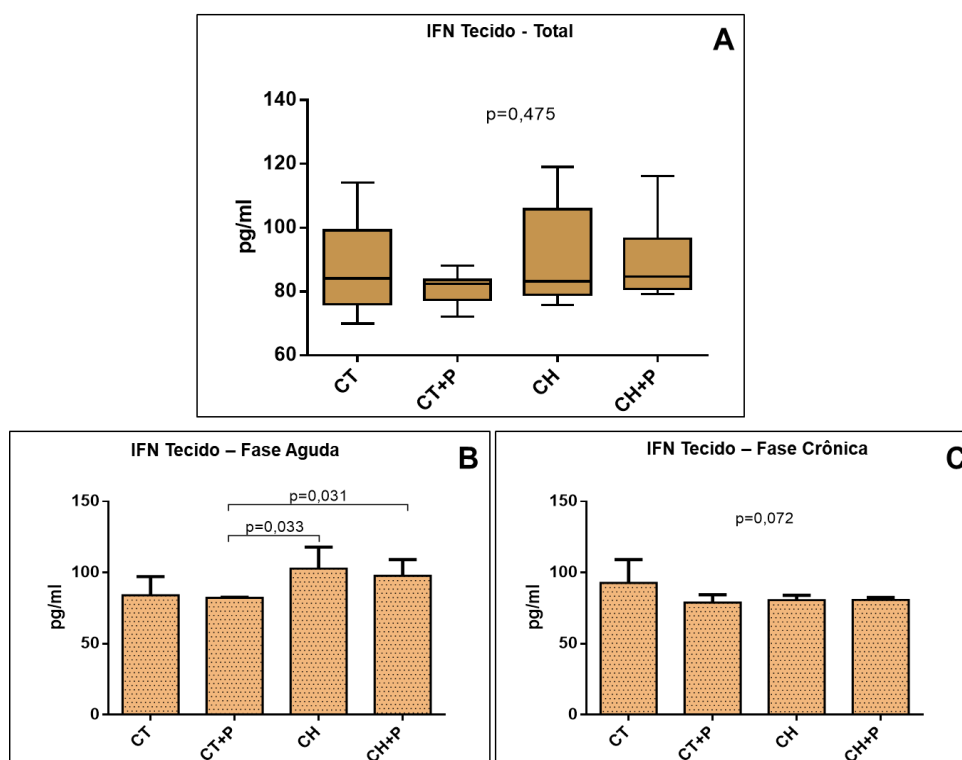 IFN Tecido - Total
A
p=0,475
pg/ml
140
120
100
80
60
CT
CT+P
CH
CH+P
IFN Tecido – Fase Aguda
B
p=0,031
p=0,033
pg/ml
150
100
50
0
CT
CT+P
CH
CH+P
IFN Tecido – Fase Crônica
C
p=0,072
pg/ml
150
100
50
0
CT
CT+P
CH
CH+P